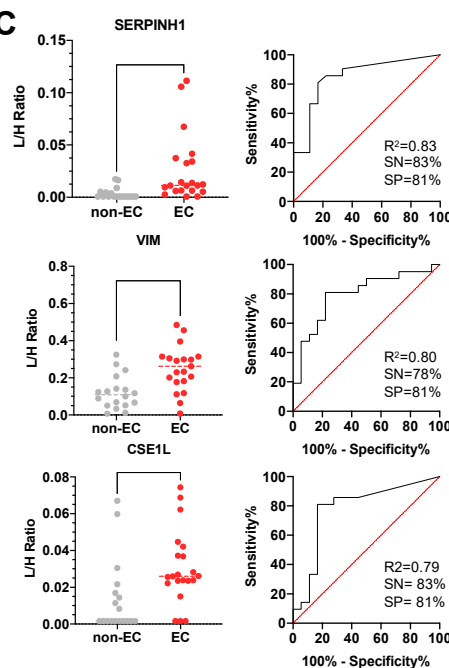 C
SERPINH1
L/H Ratio
0.15
0.10
0.05
0.00
non-EC
EC
Sensitivity%
100
80
60
40
20
0
R²=0.83
SN=83%
SP=81%
0 20 40 60 80 100
100% - Specificity%
VIM
L/H Ratio
0.8
0.6
0.4
0.2
0.0
non-EC
EC
Sensitivity%
100
80
60
40
20
0
R²=0.80
SN=78%
SP=81%
0 20 40 60 80 100
100% - Specificity%
CSE1L
L/H Ratio
0.08
0.06
0.04
0.02
0.00
non-EC
EC
Sensitivity%
100
80
60
40
20
0
R2=0.79
SN= 83%
SP= 81%
0 20 40 60 80 100
100% - Specificity%